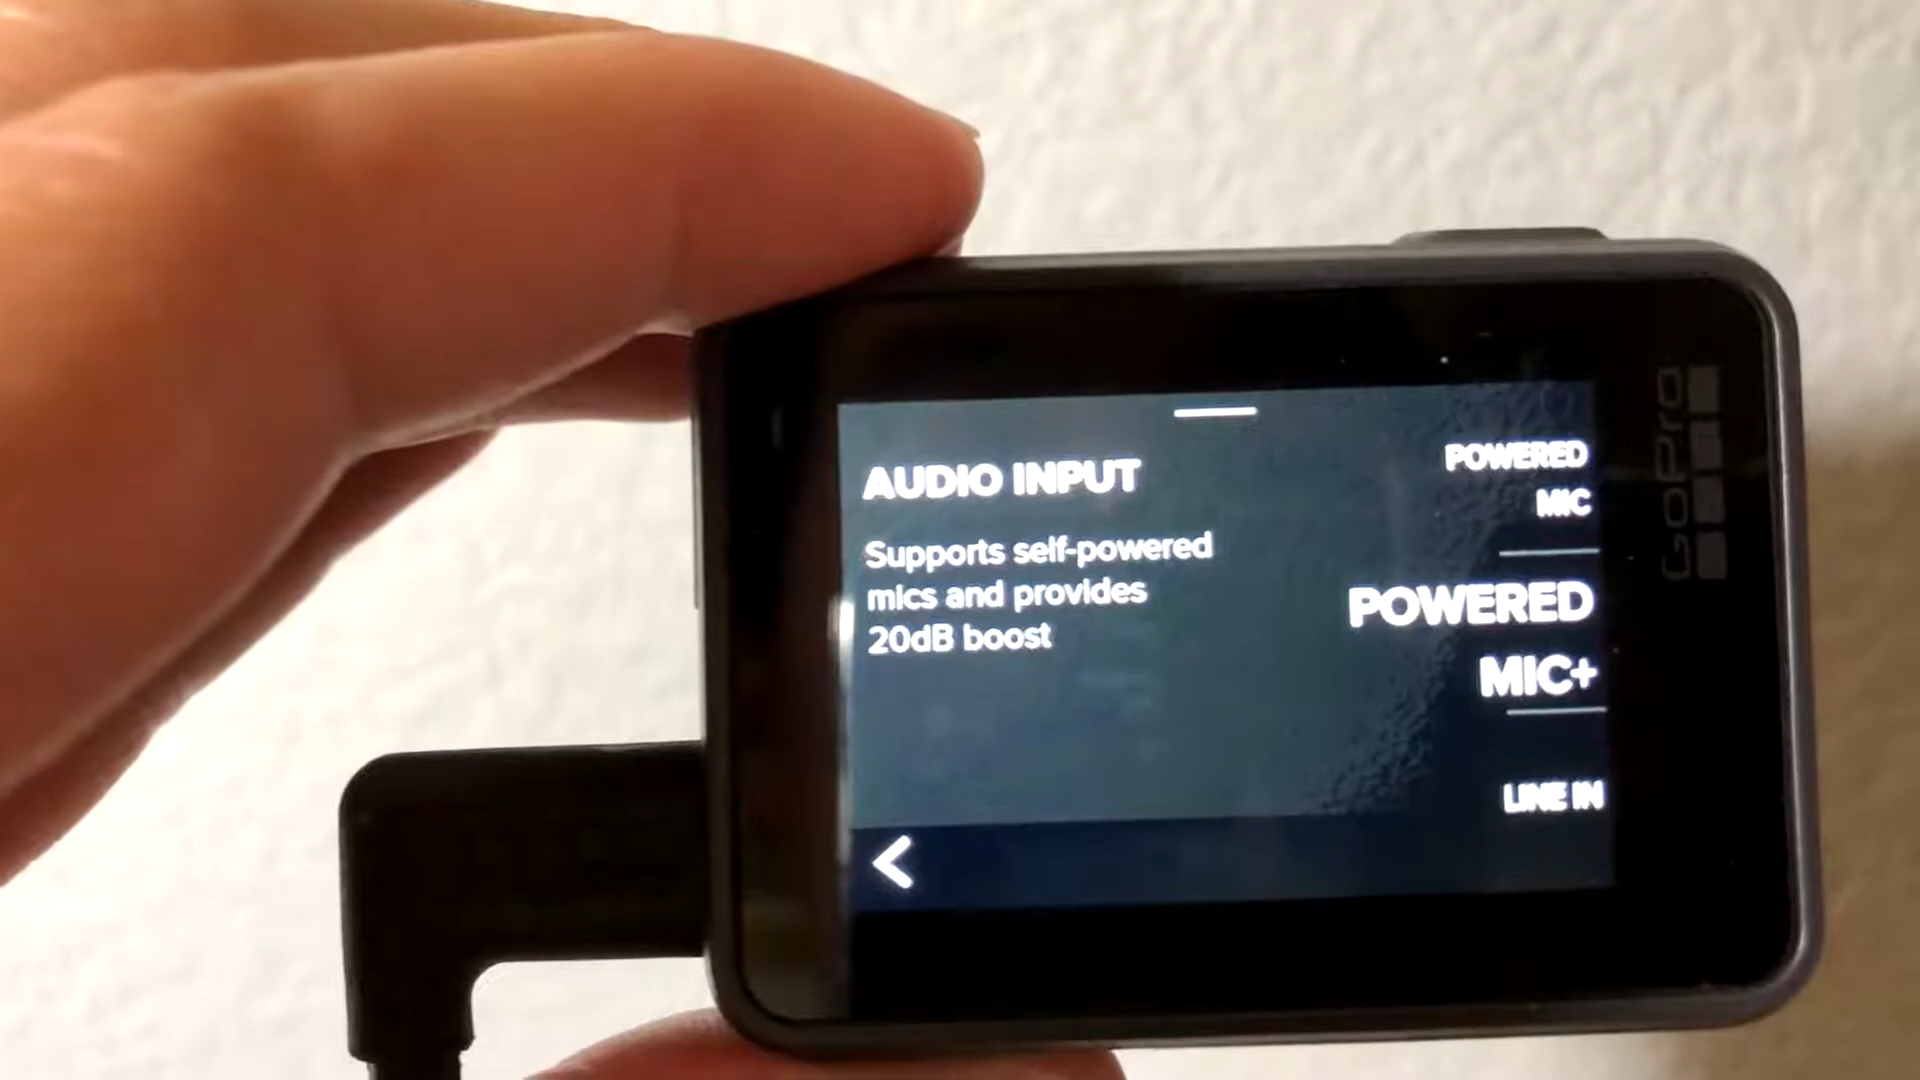 AUDIO INPUT
Supports self-powered
mics and provides
20dB boost
POWERED
MIC
POWERED
MIC+
LINE IN
GoPro